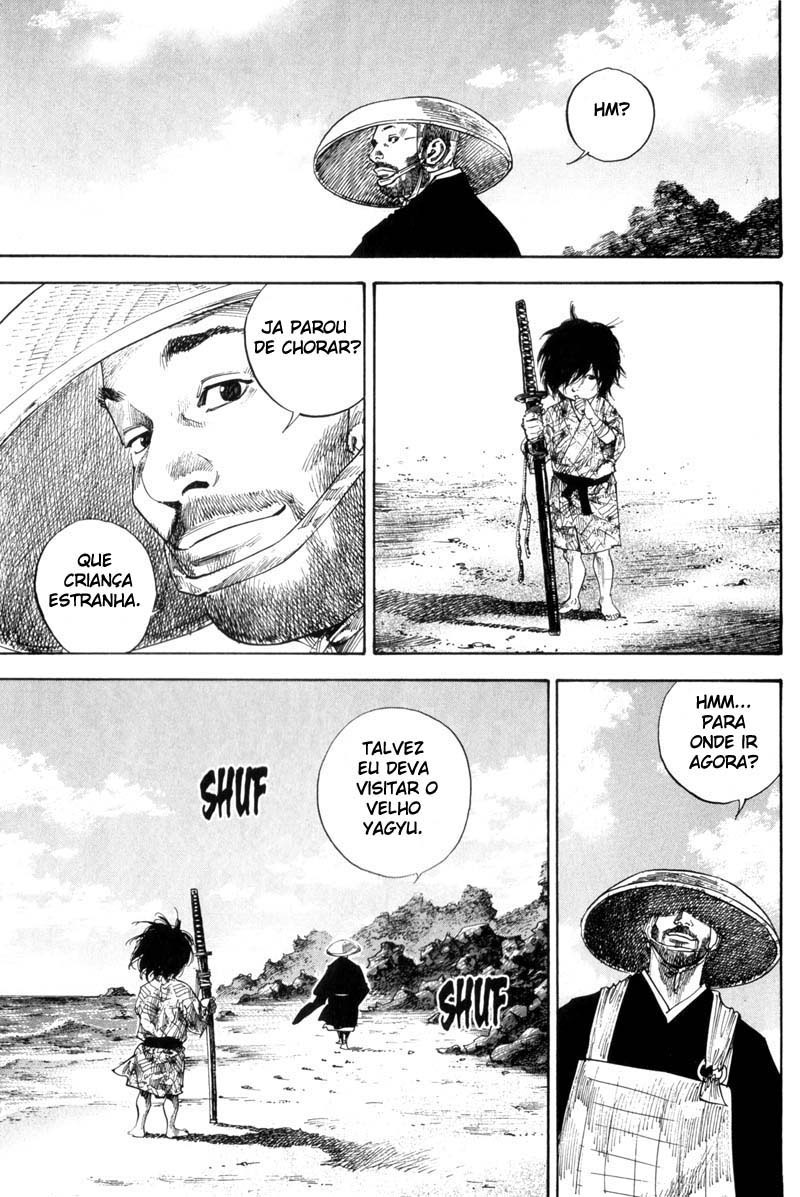 HM?
JA PAROU
DE CHORAR?
QUE
CRIANÇA
ESTRANHA.
HMM...
PARA
ONDE IR
AGORA?
TALVEZ
EU DEVA
VISITAR O
VELHO
YAGYU.
SHUF
SHUF